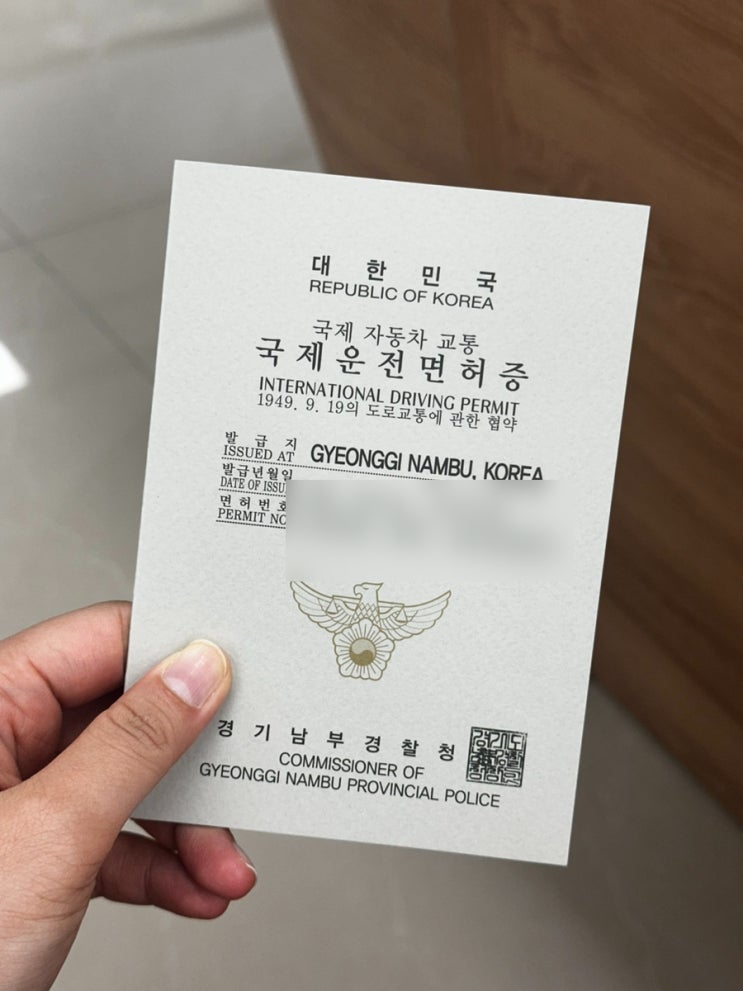 대 한 민 국
REPUBLIC OF KOREA
국제 자동차 교통
국제운전면허증
INTERNATIONAL DRIVING PERMIT
1949. 9. 19의 도로교통에 관한 협약
발 급 지
ISSUED AT GYEONGGI NAMBU, KOREA
발급년월일
DATE OF ISSU
면 허 번 호
PERMIT NO
경 기 남 부 경 찰 청
COMMISSIONER OF
GYEONGGI NAMBU PROVINCIAL POLICE